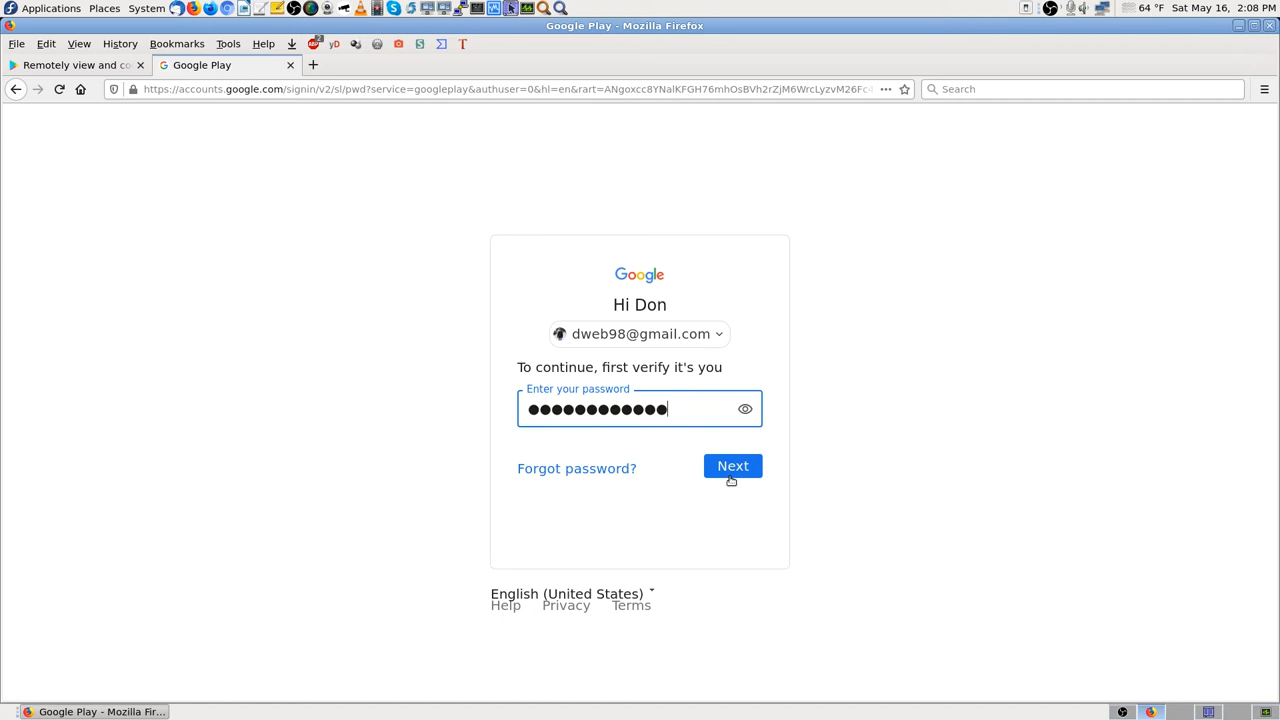 Applications Places System 64 °F Sat May 16, 2:08 PM
Google Play - Mozilla Firefox
File Edit View History Bookmarks Tools Help
Remotely view and co Google Play
https://accounts.google.com/signin/v2/sl/pwd?service=googleplay&authuser=0&hl=en&rart=ANgoxcc8YNalKFGH76mhOsBVh2rZjM6WrcLyzvM26Fc Search
Google
Hi Don
dweb98@gmail.com
To continue, first verify it's you
Enter your password
●●●●●●●●●●●●
Forgot password? Next
English (United States)
Help Privacy Terms
Google Play - Mozilla Fir...